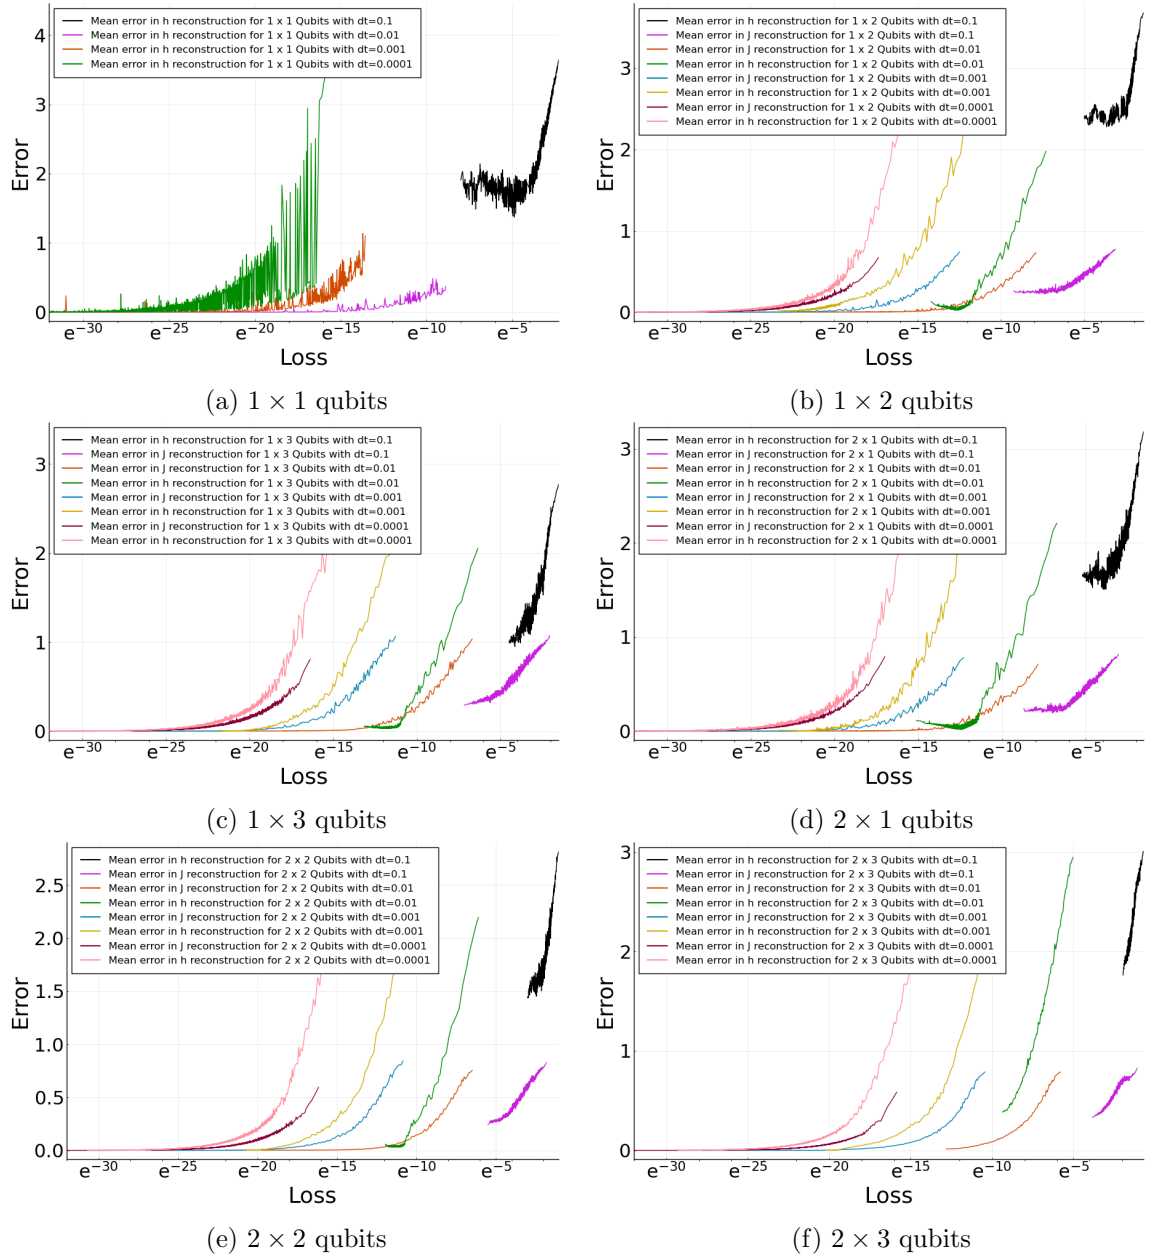 Mean error in h reconstruction for 1 x 1 Qubits with dt=0.1
Mean error in h reconstruction for 1 x 1 Qubits with dt=0.01
Mean error in h reconstruction for 1 x 1 Qubits with dt=0.001
Mean error in h reconstruction for 1 x 1 Qubits with dt=0.0001
4
3
2
1
0
Error
e^-30 e^-25 e^-20 e^-15 e^-10 e^-5
Loss
(a) 1 × 1 qubits
Mean error in h reconstruction for 1 x 2 Qubits with dt=0.1
Mean error in J reconstruction for 1 x 2 Qubits with dt=0.1
Mean error in J reconstruction for 1 x 2 Qubits with dt=0.01
Mean error in h reconstruction for 1 x 2 Qubits with dt=0.01
Mean error in J reconstruction for 1 x 2 Qubits with dt=0.001
Mean error in h reconstruction for 1 x 2 Qubits with dt=0.001
Mean error in J reconstruction for 1 x 2 Qubits with dt=0.0001
Mean error in h reconstruction for 1 x 2 Qubits with dt=0.0001
3
2
1
0
Error
e^-30 e^-25 e^-20 e^-15 e^-10 e^-5
Loss
(b) 1 × 2 qubits
Mean error in h reconstruction for 1 x 3 Qubits with dt=0.1
Mean error in J reconstruction for 1 x 3 Qubits with dt=0.1
Mean error in J reconstruction for 1 x 3 Qubits with dt=0.01
Mean error in h reconstruction for 1 x 3 Qubits with dt=0.01
Mean error in J reconstruction for 1 x 3 Qubits with dt=0.001
Mean error in h reconstruction for 1 x 3 Qubits with dt=0.001
Mean error in J reconstruction for 1 x 3 Qubits with dt=0.0001
Mean error in h reconstruction for 1 x 3 Qubits with dt=0.0001
3
2
1
0
Error
e^-30 e^-25 e^-20 e^-15 e^-10 e^-5
Loss
(c) 1 × 3 qubits
Mean error in h reconstruction for 2 x 1 Qubits with dt=0.1
Mean error in J reconstruction for 2 x 1 Qubits with dt=0.1
Mean error in J reconstruction for 2 x 1 Qubits with dt=0.01
Mean error in h reconstruction for 2 x 1 Qubits with dt=0.01
Mean error in J reconstruction for 2 x 1 Qubits with dt=0.001
Mean error in h reconstruction for 2 x 1 Qubits with dt=0.001
Mean error in J reconstruction for 2 x 1 Qubits with dt=0.0001
Mean error in h reconstruction for 2 x 1 Qubits with dt=0.0001
3
2
1
0
Error
e^-30 e^-25 e^-20 e^-15 e^-10 e^-5
Loss
(d) 2 × 1 qubits
Mean error in h reconstruction for 2 x 2 Qubits with dt=0.1
Mean error in J reconstruction for 2 x 2 Qubits with dt=0.1
Mean error in J reconstruction for 2 x 2 Qubits with dt=0.01
Mean error in h reconstruction for 2 x 2 Qubits with dt=0.01
Mean error in J reconstruction for 2 x 2 Qubits with dt=0.001
Mean error in h reconstruction for 2 x 2 Qubits with dt=0.001
Mean error in J reconstruction for 2 x 2 Qubits with dt=0.0001
Mean error in h reconstruction for 2 x 2 Qubits with dt=0.0001
2.5
2.0
1.5
1.0
0.5
0.0
Error
e^-30 e^-25 e^-20 e^-15 e^-10 e^-5
Loss
(e) 2 × 2 qubits
Mean error in h reconstruction for 2 x 3 Qubits with dt=0.1
Mean error in J reconstruction for 2 x 3 Qubits with dt=0.1
Mean error in J reconstruction for 2 x 3 Qubits with dt=0.01
Mean error in h reconstruction for 2 x 3 Qubits with dt=0.01
Mean error in J reconstruction for 2 x 3 Qubits with dt=0.001
Mean error in h reconstruction for 2 x 3 Qubits with dt=0.001
Mean error in J reconstruction for 2 x 3 Qubits with dt=0.0001
Mean error in h reconstruction for 2 x 3 Qubits with dt=0.0001
3
2
1
0
Error
e^-30 e^-25 e^-20 e^-15 e^-10 e^-5
Loss
(f) 2 × 3 qubits